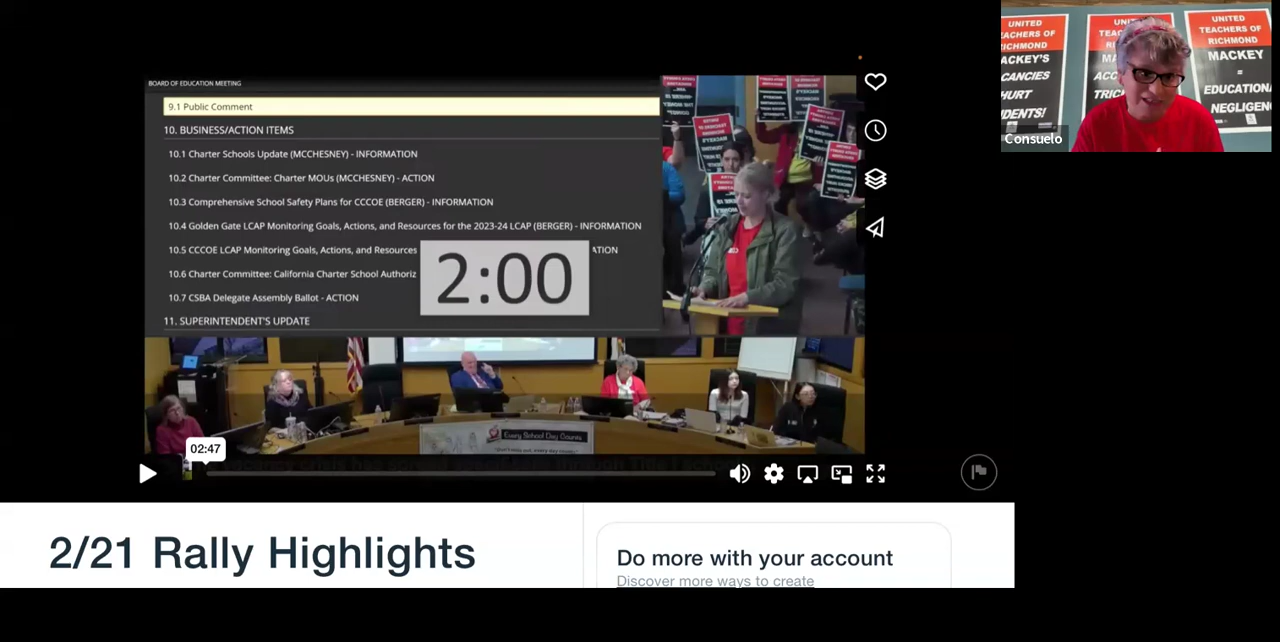 BOARD OF EDUCATION MEETING
9.1 Public Comment
10. BUSINESS/ACTION ITEMS
10.1 Charter Schools Update (MCCHESNEY) - INFORMATION
10.2 Charter Committee: Charter MOUs (MCCHESNEY) - ACTION
10.3 Comprehensive School Safety Plans for CCCOE (BERGER) - INFORMATION
10.4 Golden Gate LCAP Monitoring Goals, Actions, and Resources for the 2023-24 LCAP (BERGER) - INFORMATION
10.5 CCCOE LCAP Monitoring Goals, Actions, and Resources ATION
10.6 Charter Committee: California Charter School Authoriz
10.7 CSBA Delegate Assembly Ballot - ACTION
11. SUPERINTENDENT'S UPDATE
2:00
Every School Day Counts
02:47
2/21 Rally Highlights
Do more with your account
Discover more ways to create
UNITED
TEACHERS OF
RICHMOND
MACKEY'S
VACANCIES
HURT
STUDENTS!
UNITED
MACKEY
=
EDUCATIONA
NEGLIGEN
UNITED
TEACHERS OF
RICHMOND
Consuelo